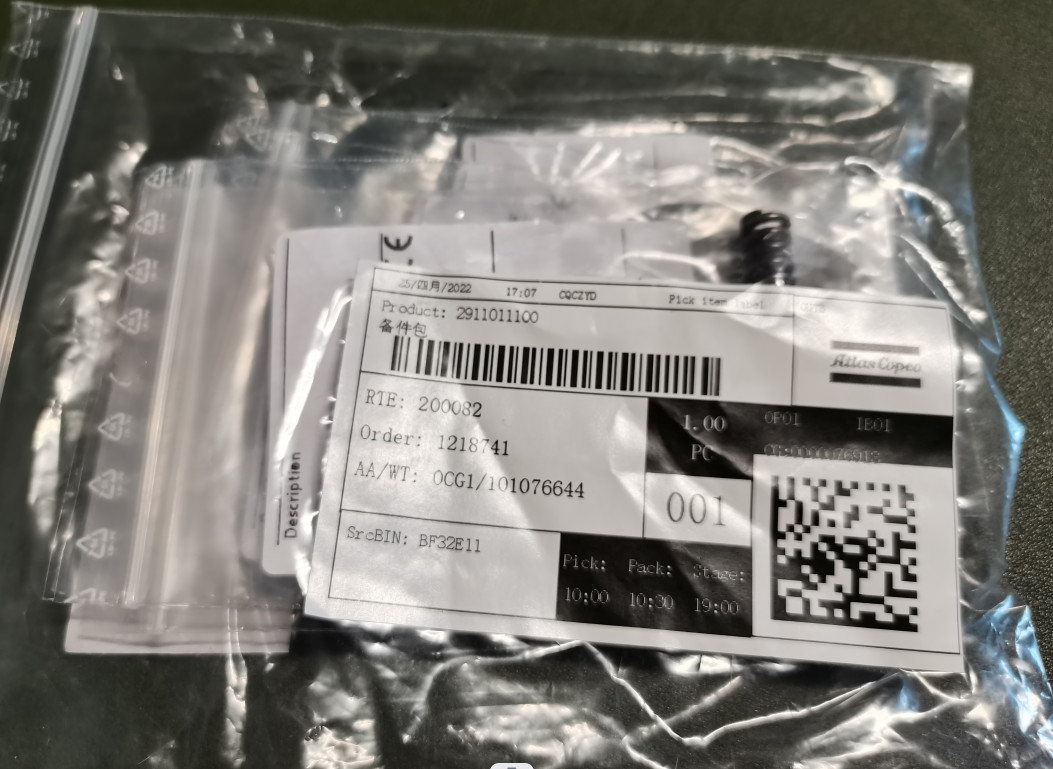 25/四月/2022 17:07 CQCZYD Pick item label
Product: 2911011100
备件包
Atlas Copco
RTE: 200082
Order: 1218741
AA/WT: OCG1/101076644
1.00 OP01 IB01
PC
001
SrcBIN: BF32E11
Pick: Pack: Stage:
10:00 10:30 19:00
Description
CE